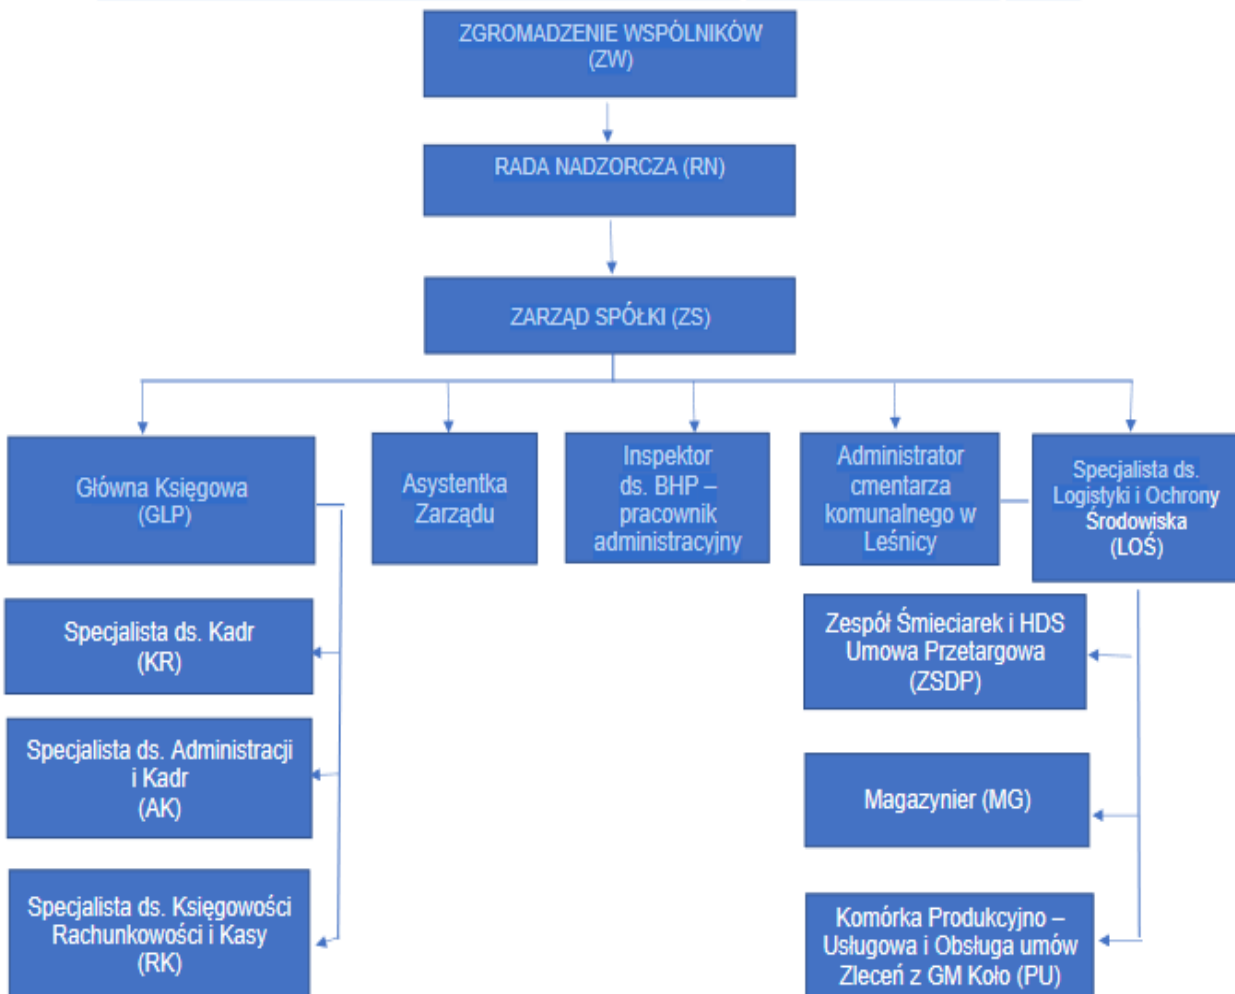 ZGROMADZENIE WSPÓLNIKÓW
(ZW)
RADA NADZORCZA (RN)
ZARZĄD SPÓŁKI (ZS)
Główna Księgowa
(GLP)
Asystentka
Zarządu
Inspektor
ds. BHP –
pracownik
administracyjny
Administrator
cmentarza
komunalnego w
Leśnicy
Specjalista ds.
Logistyki i Ochrony
Środowiska
(LOŚ)
Specjalista ds. Kadr
(KR)
Specjalista ds. Administracji
i Kadr
(AK)
Specjalista ds. Księgowości
Rachunkowości i Kasy
(RK)
Zespół Śmieciarek i HDS
Umowa Przetargowa
(ZSDP)
Magazynier (MG)
Komórka Produkcyjno –
Usługowa i Obsługa umów
Zleceń z GM Koło (PU)